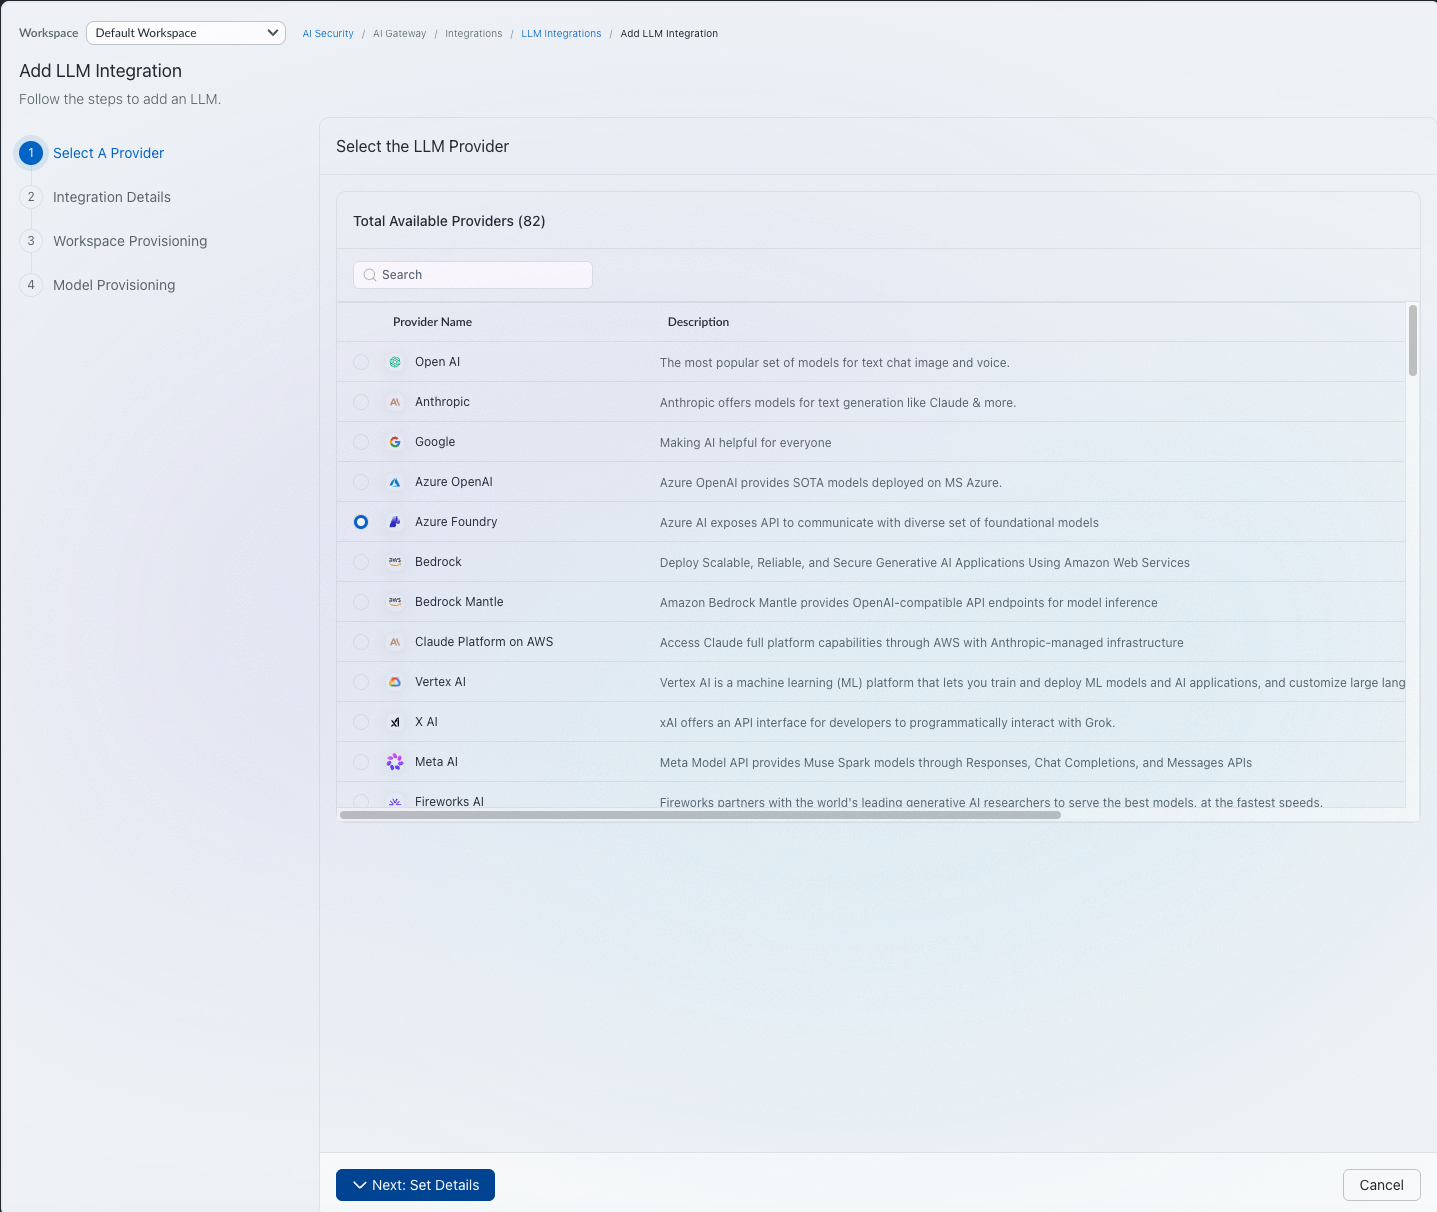 Workspace Default Workspace AI Security / AI Gateway / Integrations / LLM Integrations / Add LLM Integration
Add LLM Integration
Follow the steps to add an LLM.
1 Select A Provider
2 Integration Details
3 Workspace Provisioning
4 Model Provisioning
Select the LLM Provider
Total Available Providers (82)
Search
Provider Name Description
Open AI The most popular set of models for text chat image and voice.
Anthropic Anthropic offers models for text generation like Claude & more.
Google Making AI helpful for everyone
Azure OpenAI Azure OpenAI provides SOTA models deployed on MS Azure.
Azure Foundry Azure AI exposes API to communicate with diverse set of foundational models
aws Bedrock Deploy Scalable, Reliable, and Secure Generative AI Applications Using Amazon Web Services
aws Bedrock Mantle Amazon Bedrock Mantle provides OpenAI-compatible API endpoints for model inference
Claude Platform on AWS Access Claude full platform capabilities through AWS with Anthropic-managed infrastructure
Vertex AI Vertex AI is a machine learning (ML) platform that lets you train and deploy ML models and AI applications, and customize large lang
X AI xAI offers an API interface for developers to programmatically interact with Grok.
Meta AI Meta Model API provides Muse Spark models through Responses, Chat Completions, and Messages APIs
Fireworks AI Fireworks partners with the world's leading generative AI researchers to serve the best models, at the fastest speeds.
Next: Set Details Cancel